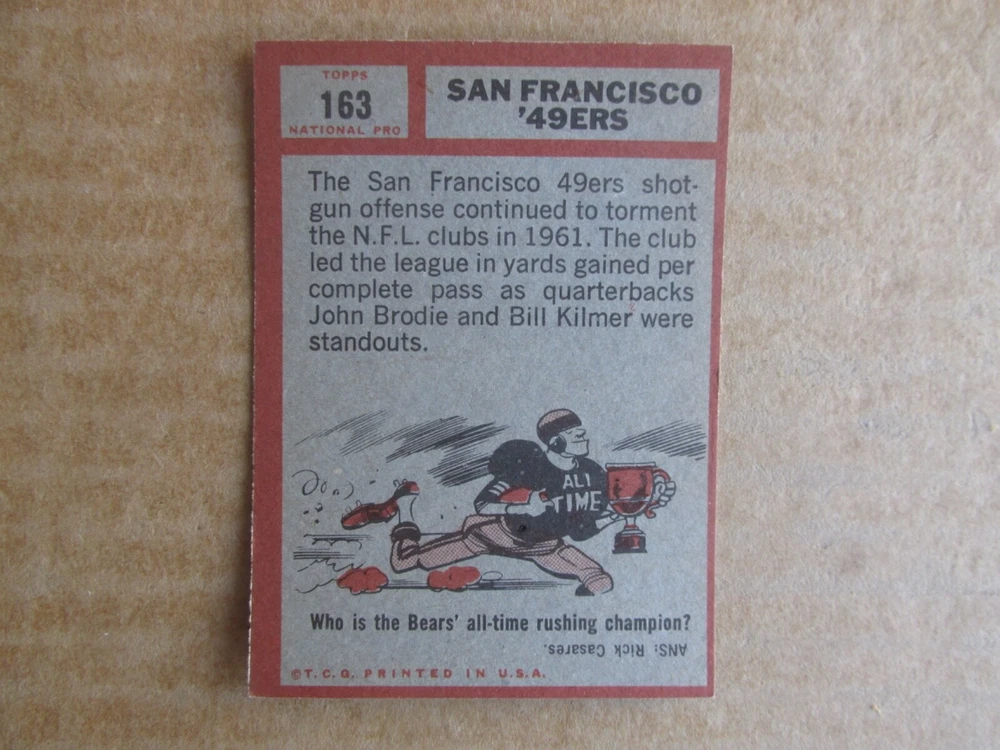 TOPPS
163
NATIONAL PRO
SAN FRANCISCO
'49ERS
The San Francisco 49ers shot-
gun offense continued to torment
the N.F.L. clubs in 1961. The club
led the league in yards gained per
complete pass as quarterbacks
John Brodie and Bill Kilmer were
standouts.
ALL
TIME
Who is the Bears' all-time rushing champion?
ANS: Rick Casares.
©T.C.G. PRINTED IN U.S.A.